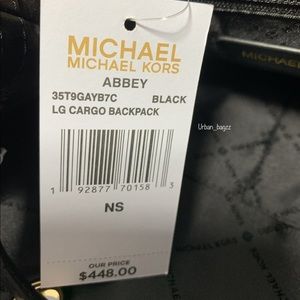 MICHAEL
MICHAEL KORS
ABBEY
35T9GAYB7C BLACK
LG CARGO BACKPACK
Urban_bagzz
1 92877 70158 3
NS
OUR PRICE
$448.00